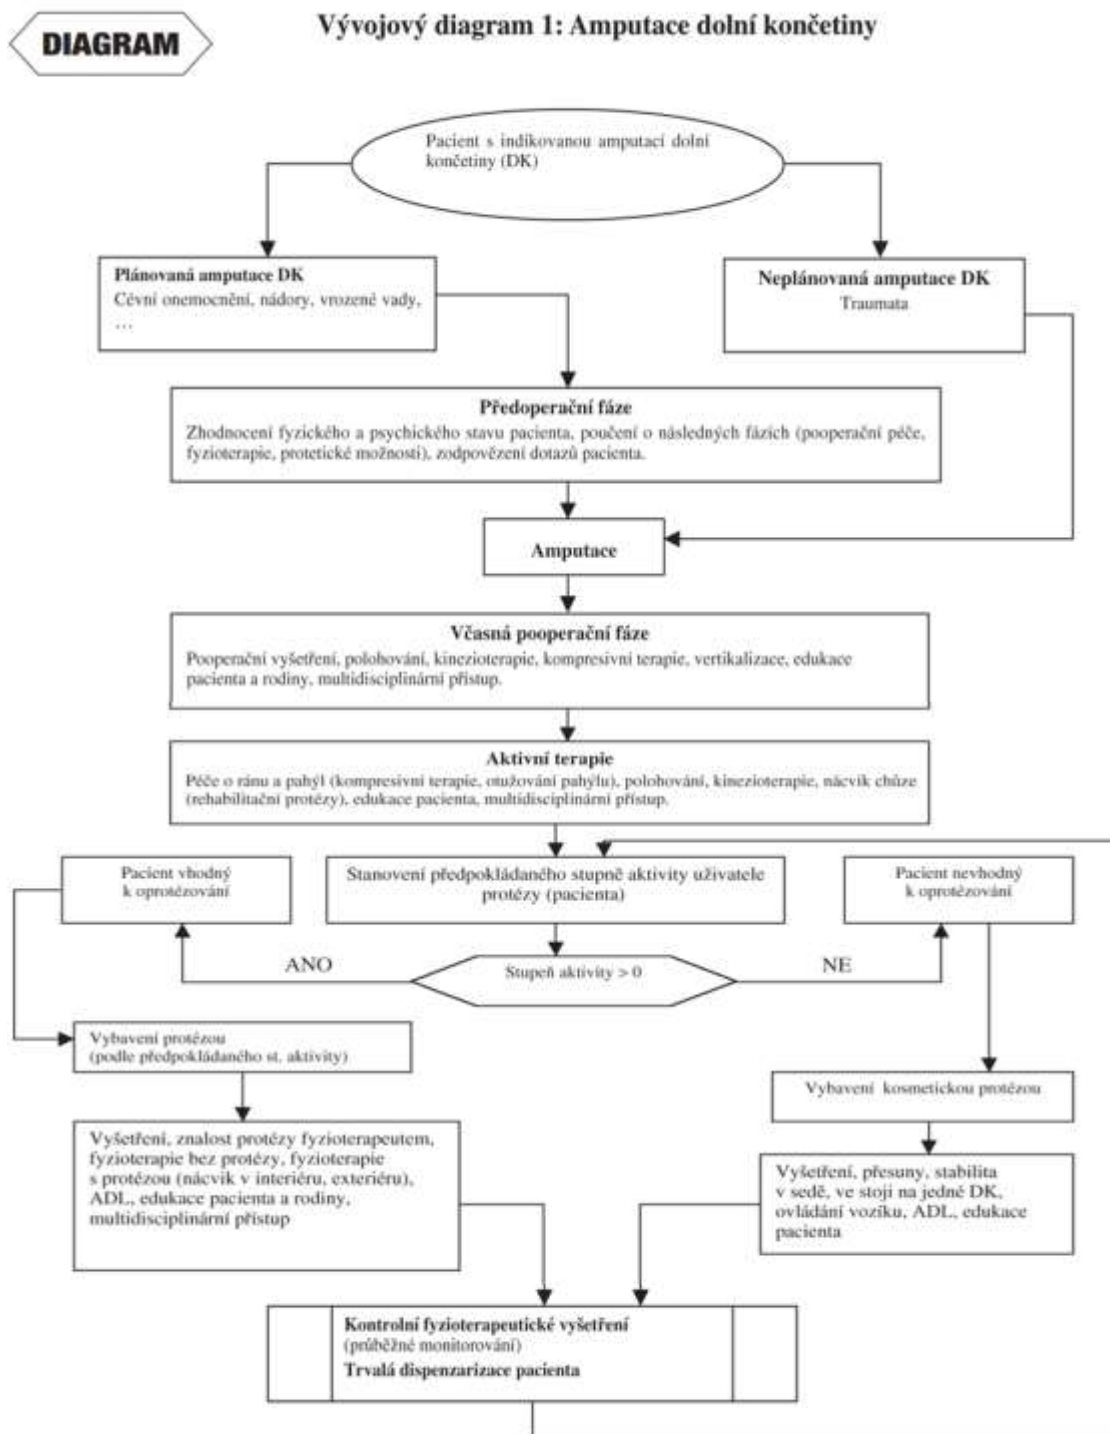 DIAGRAM
Vývojový diagram 1: Amputace dolní končetiny
Pacient s indikovanou amputací dolní
končetiny (DK)
Plánovaná amputace DK
Cévní onemocnění, nádory, vrozené vady,
…
Neplánovaná amputace DK
Traumata
Předoperační fáze
Zhodnocení fyzického a psychického stavu pacienta, poučení o následných fázích (pooperační péče,
fyzioterapie, protetické možnosti), zodpovězení dotazů pacienta.
Amputace
Včasná pooperační fáze
Pooperační vyšetření, polohování, kinezioterapie, kompresivní terapie, vertikalizace, edukace
pacienta a rodiny, multidisciplinární přístup.
Aktivní terapie
Péče o ránu a pahýl (kompresivní terapie, otužování pahýlu), polohování, kinezioterapie, nácvik chůze
(rehabilitační protézy), edukace pacienta, multidisciplinární přístup.
Pacient vhodný
k oprotézování
Stanovení předpokládaného stupně aktivity uživatele
protézy (pacienta)
Pacient nevhodný
k oprotézování
ANO
Stupeň aktivity > 0
NE
Vybavení protézou
(podle předpokládaného st. aktivity)
Vybavení kosmetickou protézou
Vyšetření, znalost protézy fyzioterapeutem,
fyzioterapie bez protézy, fyzioterapie
s protézou (nácvik v interiéru, exteriéru),
ADL, edukace pacienta a rodiny,
multidisciplinární přístup
Vyšetření, přesuny, stabilita
v sedě, ve stoji na jedné DK,
ovládání vozíku, ADL, edukace
pacienta
Kontrolní fyzioterapeutické vyšetření
(průběžné monitorování)
Trvalá dispenzarizace pacienta